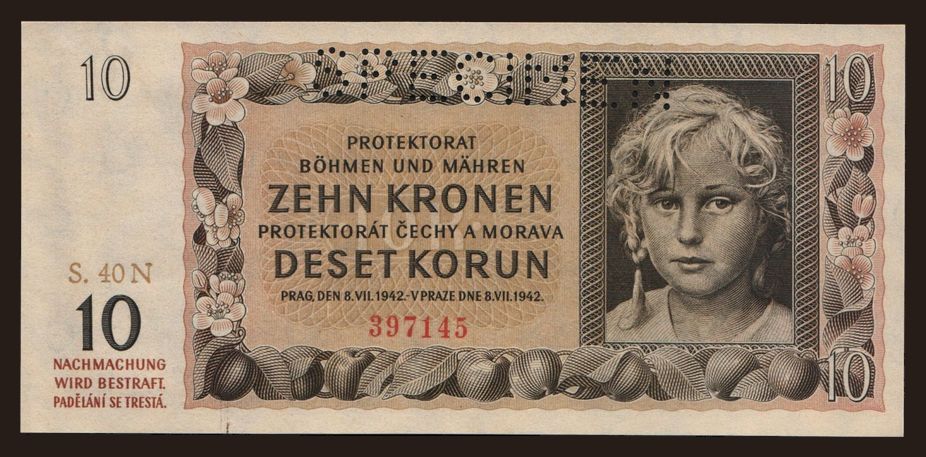 SPECIMEN
10
10
PROTEKTORAT
BÖHMEN UND MÄHREN
ZEHN KRONEN
PROTEKTORÁT ČECHY A MORAVA
DESET KORUN
PRAG, DEN 8.VII.1942.-V PRAZE DNE 8.VII.1942.
397145
S. 40 N
10
NACHMACHUNG
WIRD BESTRAFT.
PADĚLÁNÍ SE TRESTÁ.
10